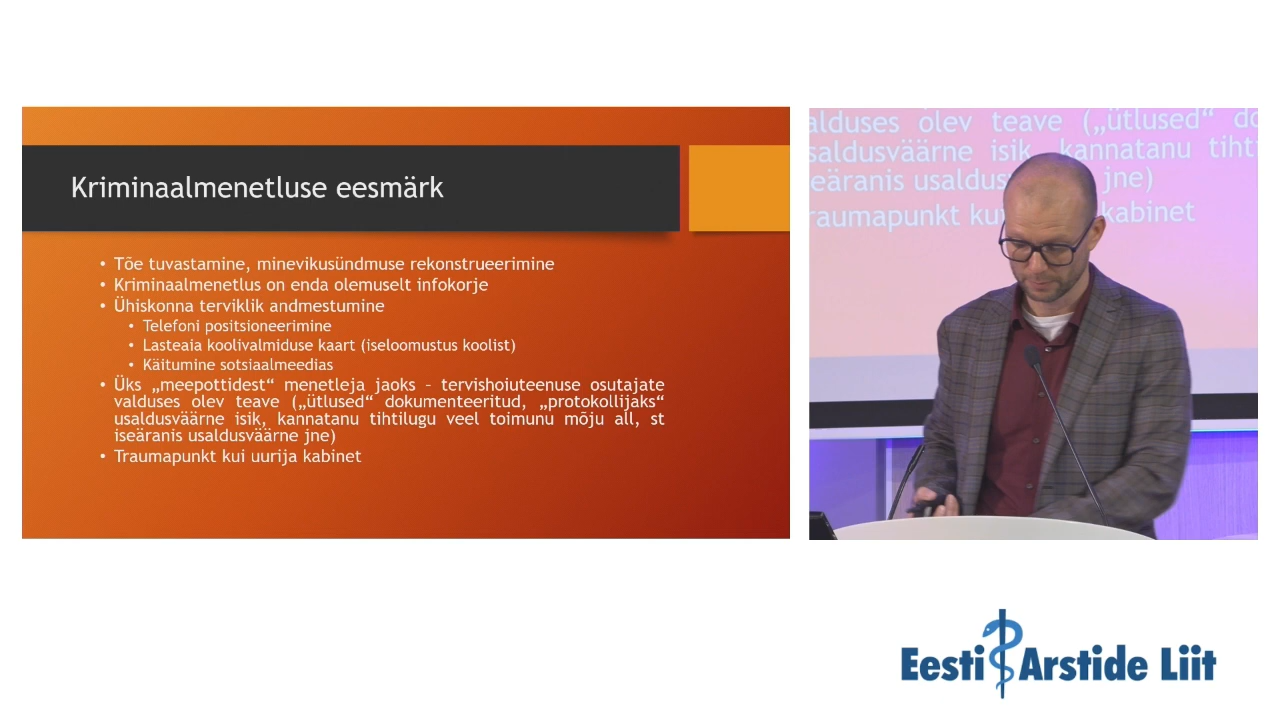 Kriminaalmenetluse eesmärk
• Tõe tuvastamine, minevikusündmuse rekonstrueerimine
• Kriminaalmenetlus on enda olemuselt infokorje
• Ühiskonna terviklik andmestumine
• Telefoni positsioneerimine
• Lasteaia koolivalmiduse kaart (iseloomustus koolist)
• Käitumine sotsiaalmeedias
• Üks „meepottidest“ menetleja jaoks – tervishoiuteenuse osutajate
valduses olev teave („ütlused“ dokumenteeritud, „protokollijaks“
usaldusväärne isik, kannatanu tihtilugu veel toimunu mõju all, st
iseäranis usaldusväärne jne)
• Traumapunkt kui uurija kabinet
alduses olev teave („ütlused“ do
saldusväärne isik, kannatanu tiht
eäranis usaldus jne)
raumapunkt kui kabinet
Eesti Arstide Liit